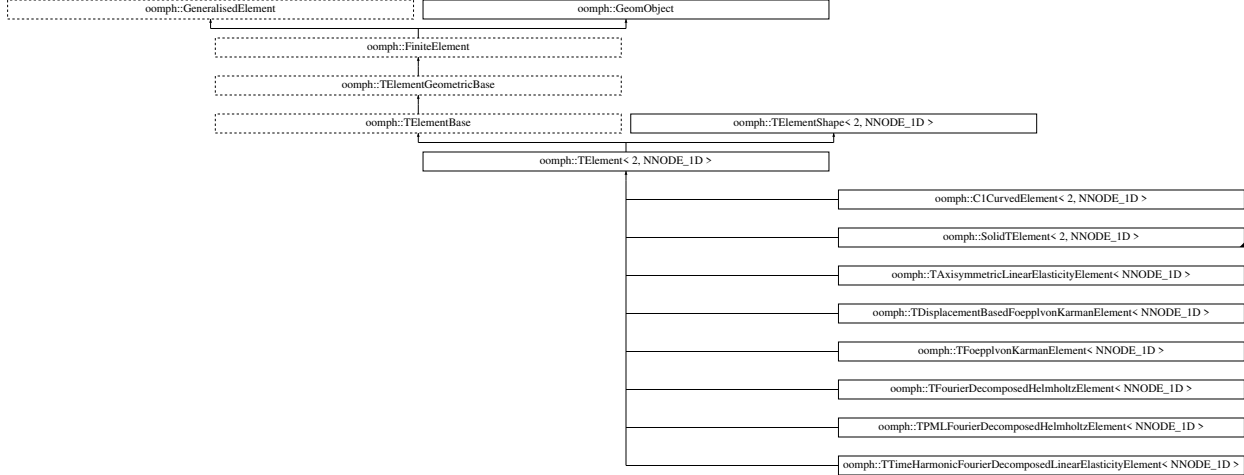 oomph::GeneralisedElement
oomph::GeomObject
oomph::FiniteElement
oomph::TElementGeometricBase
oomph::TElementBase
oomph::TElementShape< 2, NNODE_1D >
oomph::TElement< 2, NNODE_1D >
oomph::C1CurvedElement< 2, NNODE_1D >
oomph::SolidTElement< 2, NNODE_1D >
oomph::TAxisymmetricLinearElasticityElement< NNODE_1D >
oomph::TDisplacementBasedFoepplvonKarmanElement< NNODE_1D >
oomph::TFoepplvonKarmanElement< NNODE_1D >
oomph::TFourierDecomposedHelmholtzElement< NNODE_1D >
oomph::TPMLFourierDecomposedHelmholtzElement< NNODE_1D >
oomph::TTimeHarmonicFourierDecomposedLinearElasticityElement< NNODE_1D >